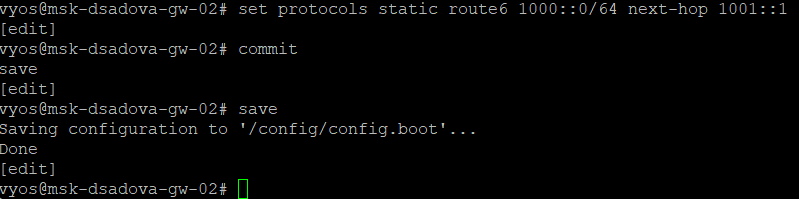 vyos@msk-dsadova-gw-02# set protocols static route6 1000::0/64 next-hop 1001::1
[edit]
vyos@msk-dsadova-gw-02# commit
save
[edit]
vyos@msk-dsadova-gw-02# save
Saving configuration to '/config/config.boot'...
Done
[edit]
vyos@msk-dsadova-gw-02#